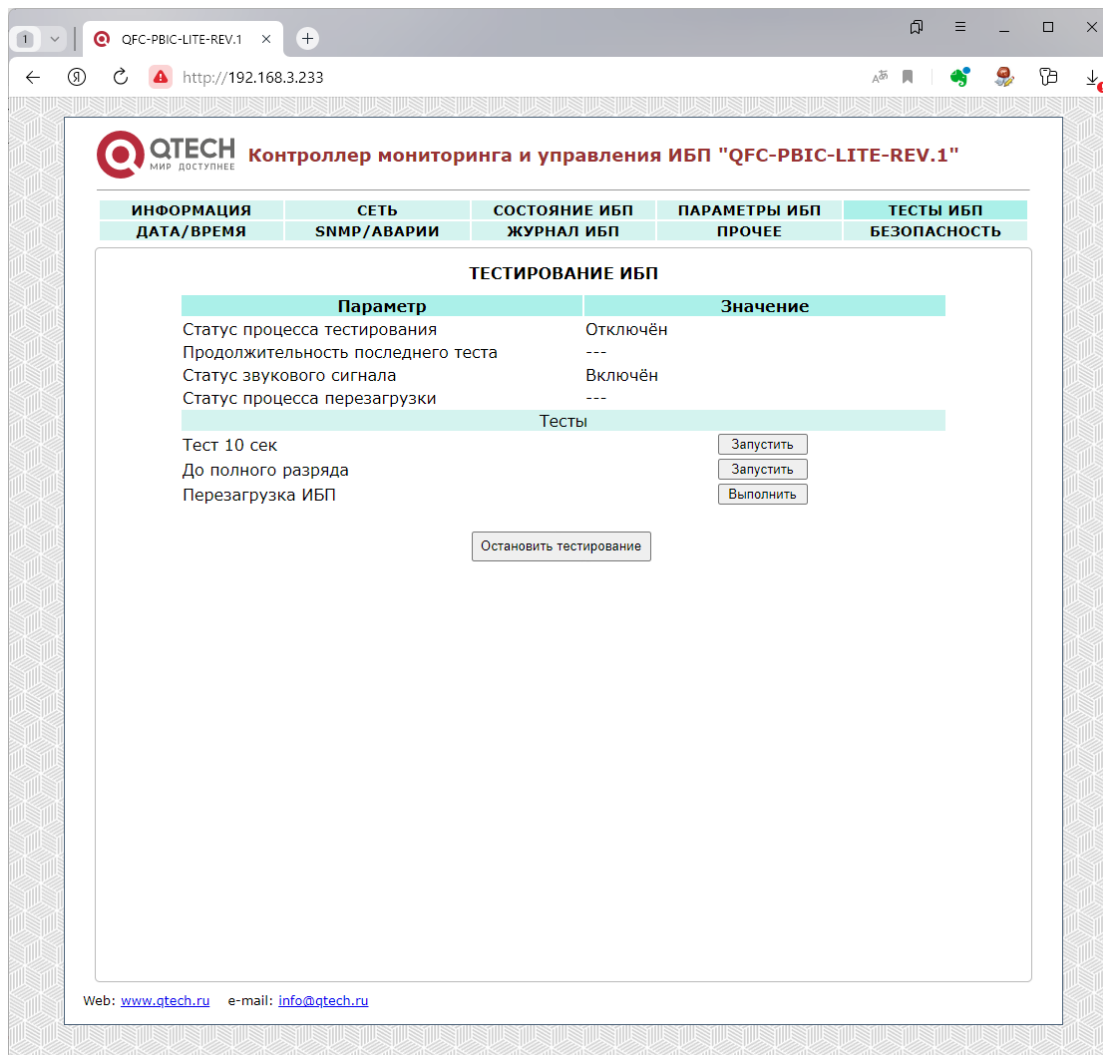 1
QFC-PBIC-LITE-REV.1
http://192.168.3.233
QTECH
МИР ДОСТУПНЕЕ
Контроллер мониторинга и управления ИБП "QFC-PBIC-LITE-REV.1"
ИНФОРМАЦИЯ СЕТЬ СОСТОЯНИЕ ИБП ПАРАМЕТРЫ ИБП ТЕСТЫ ИБП
ДАТА/ВРЕМЯ SNMP/АВАРИИ ЖУРНАЛ ИБП ПРОЧЕЕ БЕЗОПАСНОСТЬ
ТЕСТИРОВАНИЕ ИБП
Параметр Значение
Статус процесса тестирования Отключён
Продолжительность последнего теста ---
Статус звукового сигнала Включён
Статус процесса перезагрузки ---
Тесты
Тест 10 сек Запустить
До полного разряда Запустить
Перезагрузка ИБП Выполнить
Остановить тестирование
Web: www.qtech.ru e-mail: info@qtech.ru